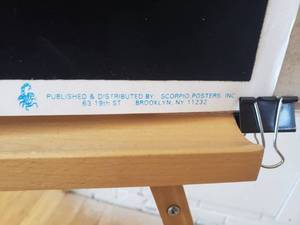 PUBLISHED & DISTRIBUTED BY: SCORPIO POSTERS, INC.
63 19th ST. BROOKLYN, NY 11232